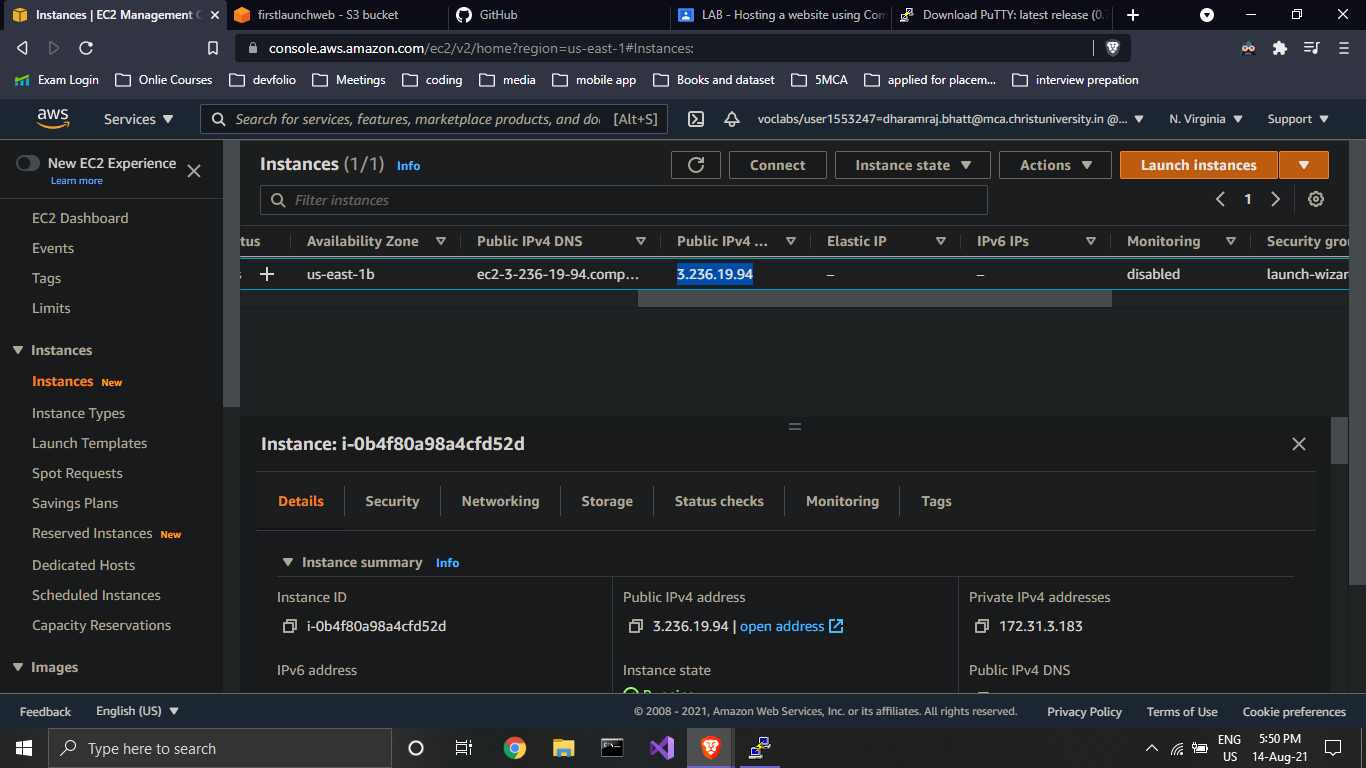 Instances | EC2 Management C
firstlaunchweb - S3 bucket
GitHub
LAB - Hosting a website using Com
Download PuTTY: latest release (0.
console.aws.amazon.com/ec2/v2/home?region=us-east-1#Instances:
Exam Login
Onlie Courses
devfolio
Meetings
coding
media
mobile app
Books and dataset
5MCA
applied for placem...
interview prepation
aws
Services
Search for services, features, marketplace products, and do
[Alt+S]
voclabs/user1553247=dharamraj.bhatt@mca.christuniversity.in @...
N. Virginia
Support
New EC2 Experience
Learn more
EC2 Dashboard
Events
Tags
Limits
Instances
Instances New
Instance Types
Launch Templates
Spot Requests
Savings Plans
Reserved Instances New
Dedicated Hosts
Scheduled Instances
Capacity Reservations
Images
Instances (1/1) Info
Connect
Instance state
Actions
Launch instances
Filter instances
1
tus
Availability Zone
Public IPv4 DNS
Public IPv4 ...
Elastic IP
IPv6 IPs
Monitoring
Security gro
us-east-1b
ec2-3-236-19-94.comp...
3.236.19.94
–
–
disabled
launch-wizar
Instance: i-0b4f80a98a4cfd52d
Details
Security
Networking
Storage
Status checks
Monitoring
Tags
Instance summary Info
Instance ID
i-0b4f80a98a4cfd52d
Public IPv4 address
3.236.19.94 | open address
Private IPv4 addresses
172.31.3.183
IPv6 address
Instance state
Public IPv4 DNS
Feedback
English (US)
© 2008 - 2021, Amazon Web Services, Inc. or its affiliates. All rights reserved.
Privacy Policy
Terms of Use
Cookie preferences
Type here to search
ENG
US
5:50 PM
14-Aug-21